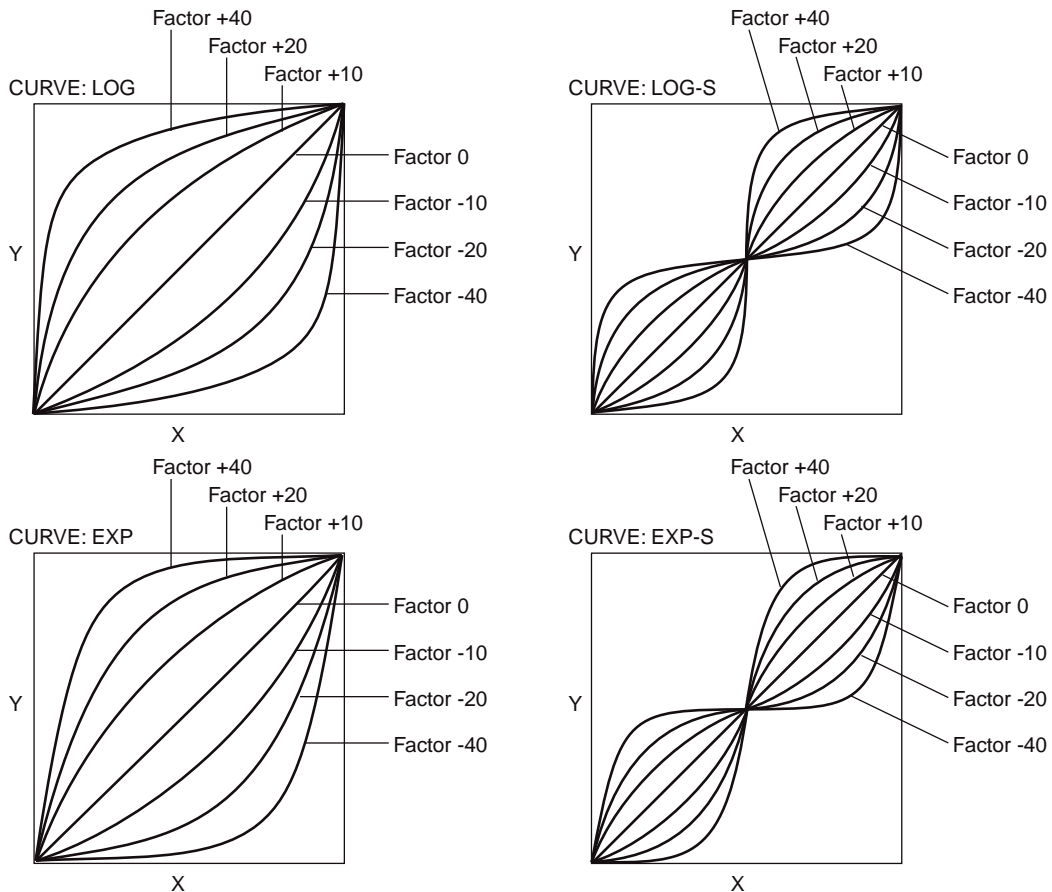 Factor +40
Factor +20
Factor +10
CURVE: LOG
Factor 0
Factor -10
Y
Factor -20
Factor -40
X
Factor +40
Factor +20
Factor +10
CURVE: LOG-S
Factor 0
Factor -10
Y
Factor -20
Factor -40
X
Factor +40
Factor +20
Factor +10
CURVE: EXP
Factor 0
Factor -10
Y
Factor -20
Factor -40
X
Factor +40
Factor +20
Factor +10
CURVE: EXP-S
Factor 0
Factor -10
Y
Factor -20
Factor -40
X